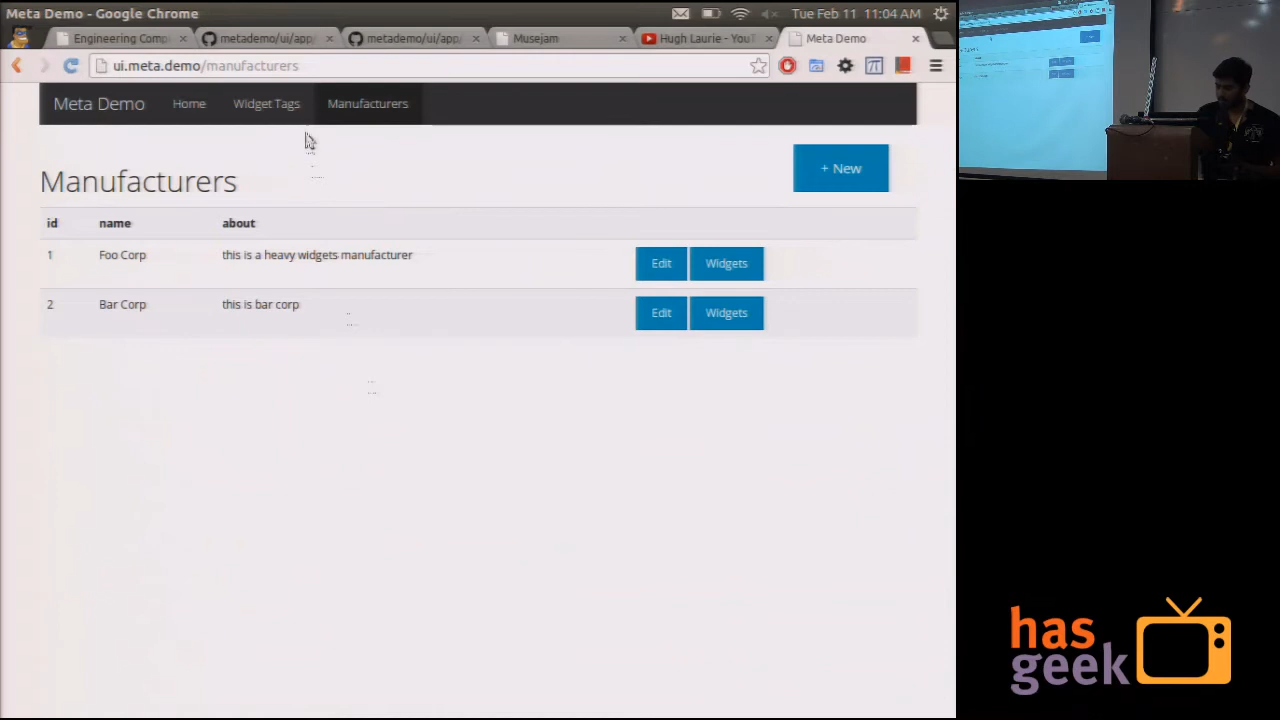 Meta Demo - Google Chrome
Tue Feb 11 11:04 AM
Engineering Comp
metademo/ui/app/
metademo/ui/app/
Musejam
Hugh Laurie - YouT
Meta Demo
ui.meta.demo/manufacturers
Meta Demo Home Widget Tags Manufacturers
Manufacturers
+ New
id name about
1 Foo Corp this is a heavy widgets manufacturer Edit Widgets
2 Bar Corp this is bar corp Edit Widgets
has
geek